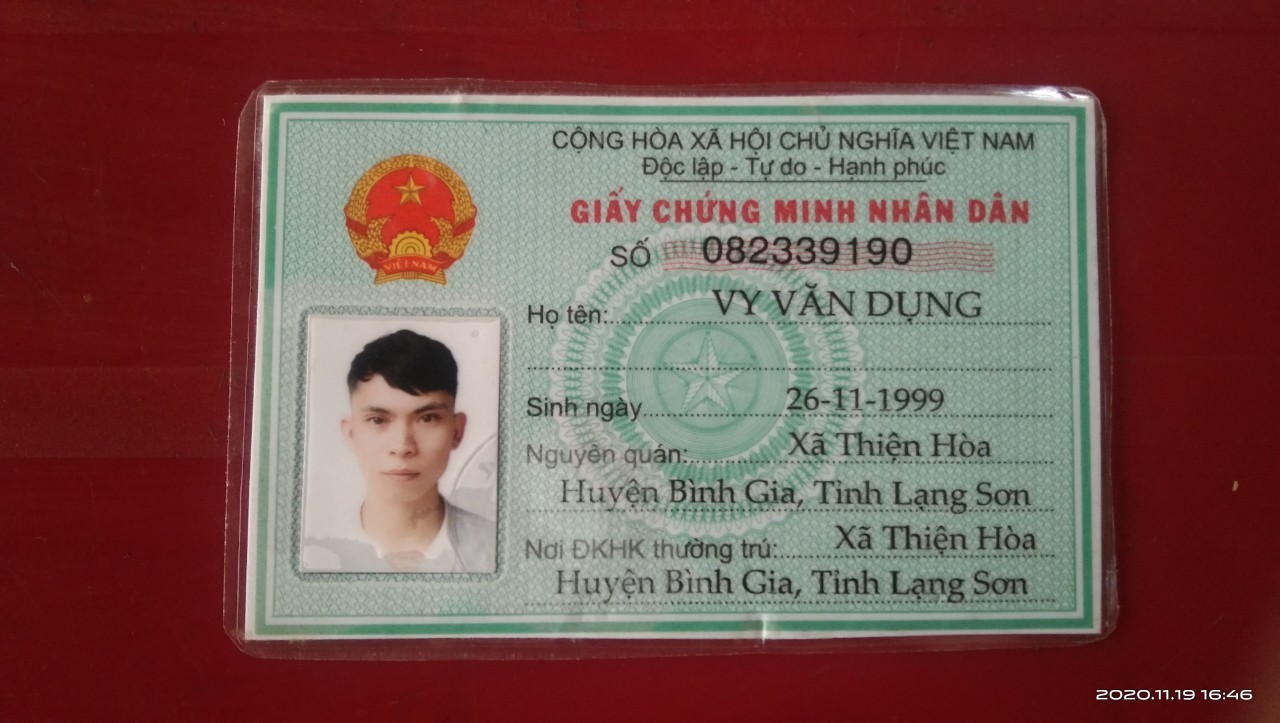 CỘNG HÒA XÃ HỘI CHỦ NGHĨA VIỆT NAM
Độc lập - Tự do - Hạnh phúc
GIẤY CHỨNG MINH NHÂN DÂN
SỐ 082339190
VIỆT NAM
Họ tên: VY VĂN DỤNG
Sinh ngày 26-11-1999
Nguyên quán: Xã Thiện Hòa
Huyện Bình Gia, Tỉnh Lạng Sơn
Nơi ĐKHK thường trú: Xã Thiện Hòa
Huyện Bình Gia, Tỉnh Lạng Sơn
2020.11.19 16:46